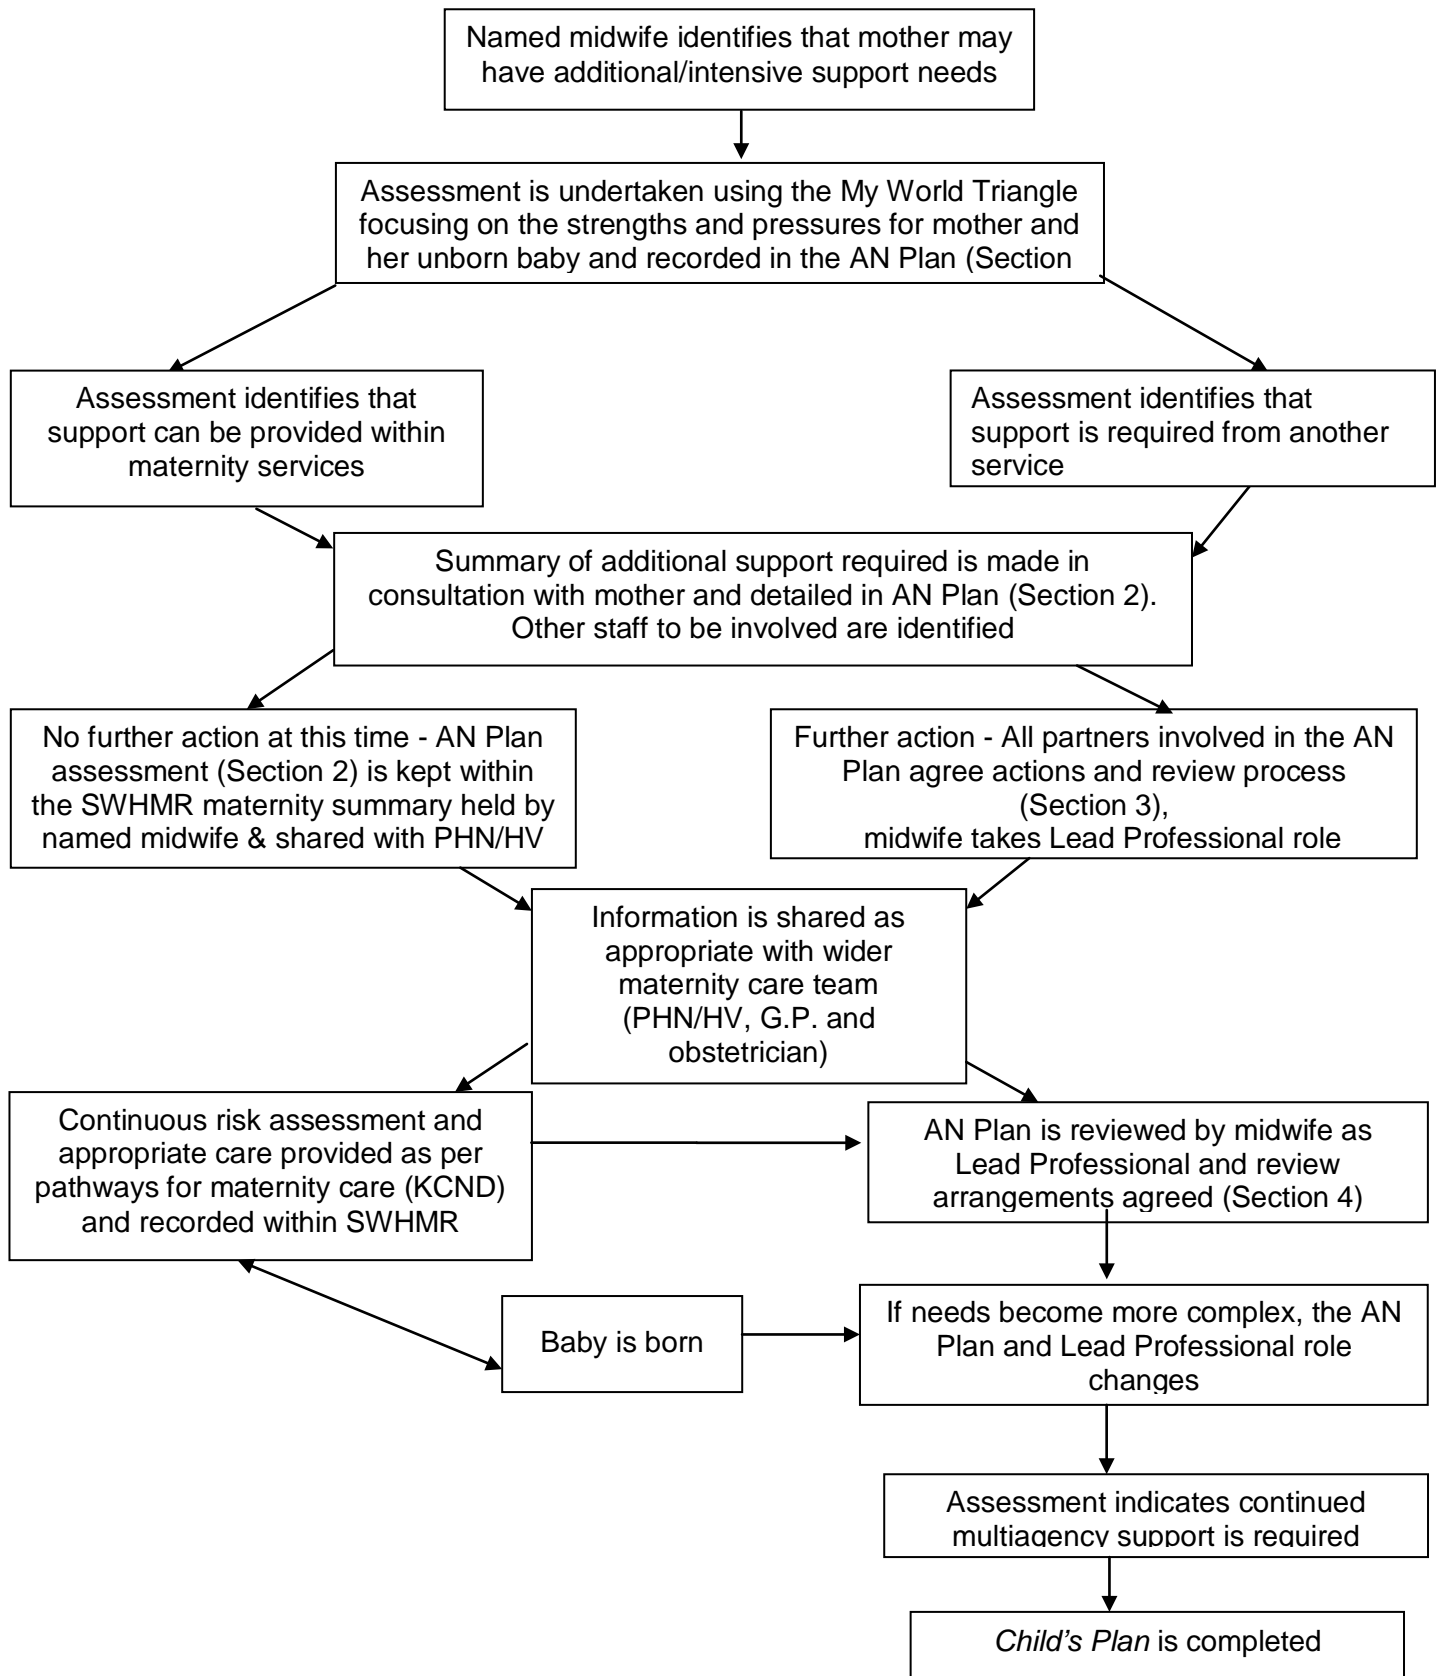 Named midwife identifies that mother may
have additional/intensive support needs
Assessment is undertaken using the My World Triangle
focusing on the strengths and pressures for mother and
her unborn baby and recorded in the AN Plan (Section
Assessment identifies that
support can be provided within
maternity services
Assessment identifies that
support is required from another
service
Summary of additional support required is made in
consultation with mother and detailed in AN Plan (Section 2).
Other staff to be involved are identified
No further action at this time - AN Plan
assessment (Section 2) is kept within
the SWHMR maternity summary held by
named midwife & shared with PHN/HV
Further action - All partners involved in the AN
Plan agree actions and review process
(Section 3),
midwife takes Lead Professional role
Information is shared as
appropriate with wider
maternity care team
(PHN/HV, G.P. and
obstetrician)
Continuous risk assessment and
appropriate care provided as per
pathways for maternity care (KCND)
and recorded within SWHMR
AN Plan is reviewed by midwife as
Lead Professional and review
arrangements agreed (Section 4)
Baby is born
If needs become more complex, the AN
Plan and Lead Professional role
changes
Assessment indicates continued
multiagency support is required
Child's Plan is completed